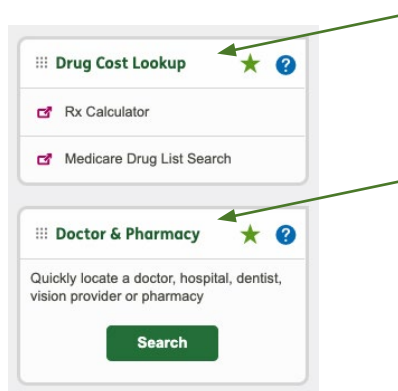 Drug Cost Lookup
Rx Calculator
Medicare Drug List Search
Doctor & Pharmacy
Quickly locate a doctor, hospital, dentist,
vision provider or pharmacy
Search